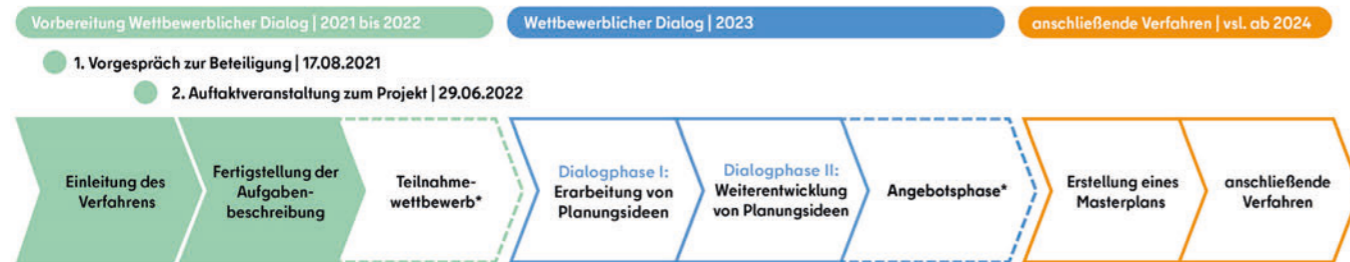 Vorbereitung Wettbewerblicher Dialog | 2021 bis 2022
Wettbewerblicher Dialog | 2023
anschließende Verfahren | vsl. ab 2024
1. Vorgespräch zur Beteiligung | 17.08.2021
2. Auftaktveranstaltung zum Projekt | 29.06.2022
Einleitung des
Verfahrens
Fertigstellung der
Aufgaben-
beschreibung
Teilnahme-
wettbewerb*
Dialogphase I:
Erarbeitung von
Planungsideen
Dialogphase II:
Weiterentwicklung
von Planungsideen
Angebotsphase*
Erstellung eines
Masterplans
anschließende
Verfahren